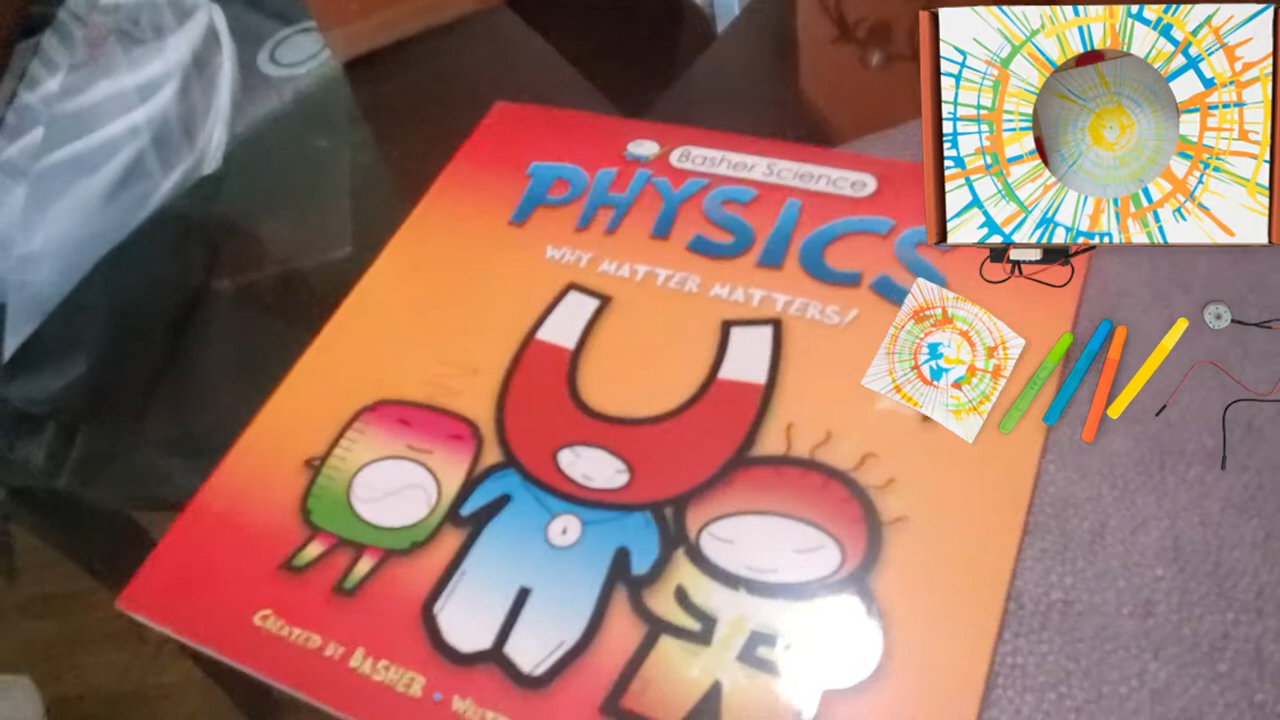 Basher Science
PHYSICS
WHY MATTER MATTERS!
CREATED BY BASHER •